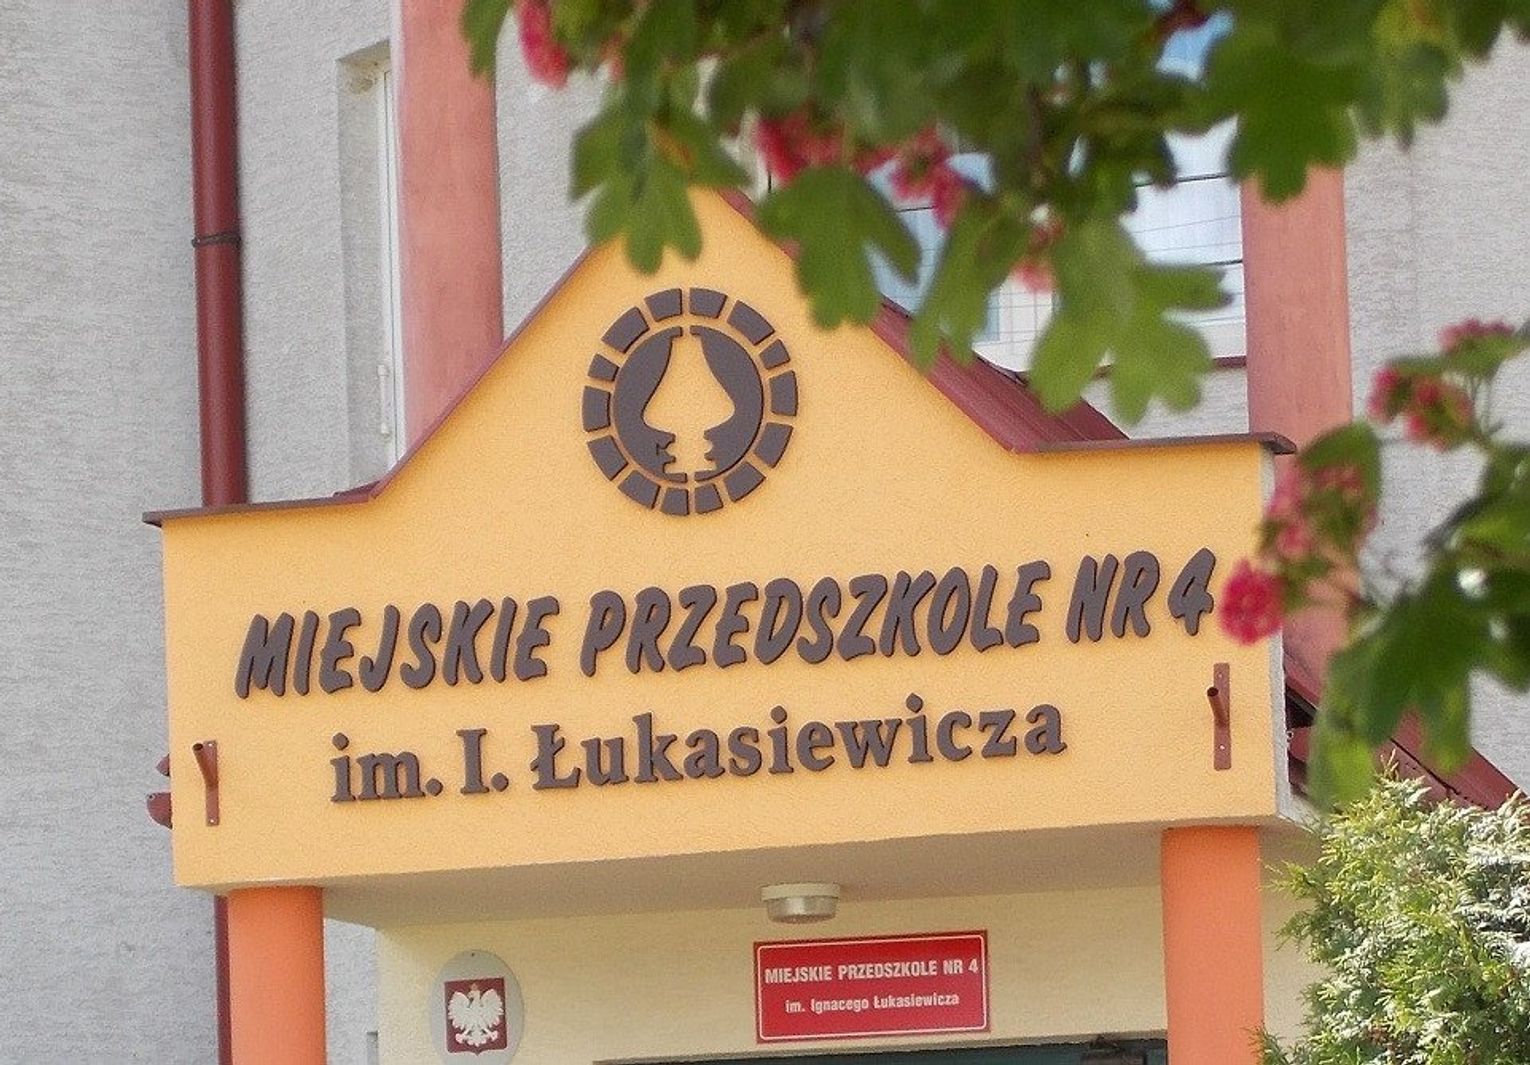 MIEJSKIE PRZEDSZKOLE NR 4
im. I. Łukasiewicza
MIEJSKIE PRZEDSZKOLE NR 4
im. Ignacego Łukasiewicza